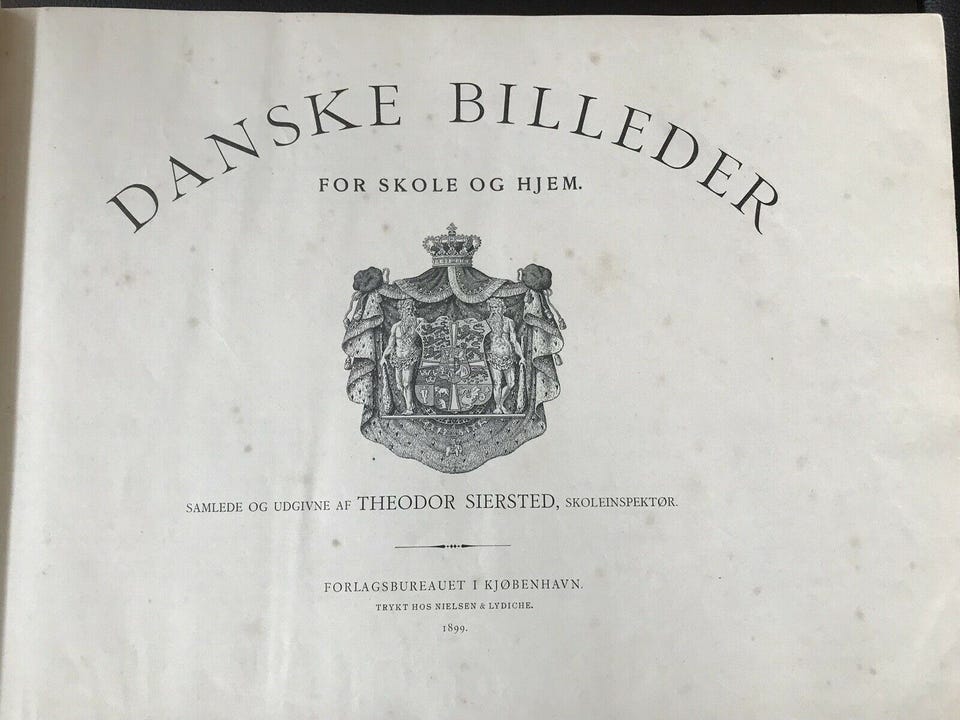 DANSKE BILLEDER
FOR SKOLE OG HJEM.
SAMLEDE OG UDGIVNE AF THEODOR SIERSTED, SKOLEINSPEKTØR.
FORLAGSBUREAUET I KJØBENHAVN.
TRYKT HOS NIELSEN & LYDICHE.
1899.